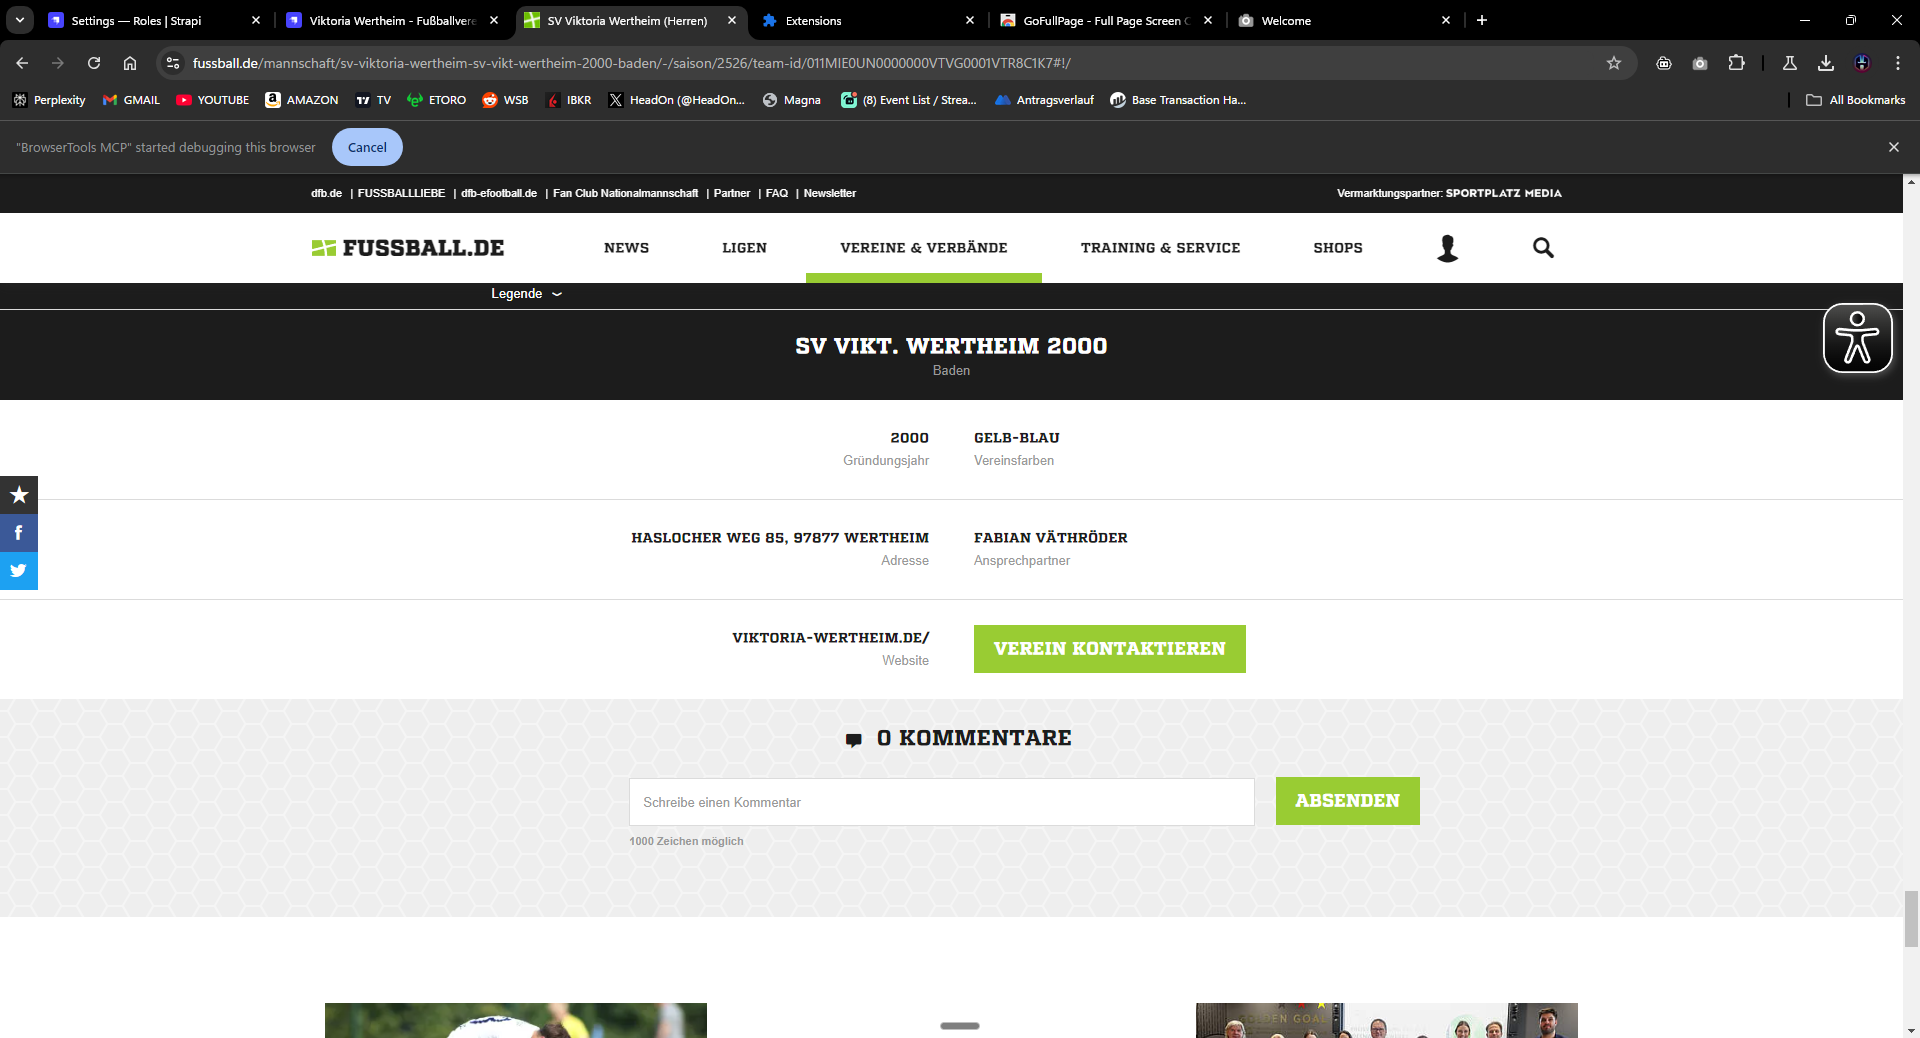 Settings — Roles | Strapi
Viktoria Wertheim - Fußballvere
SV Viktoria Wertheim (Herren)
Extensions
GoFullPage - Full Page Screen C
Welcome
fussball.de/mannschaft/sv-viktoria-wertheim-sv-vikt-wertheim-2000-baden/-/saison/2526/team-id/011MIE0UN0000000VTVG0001VTR8C1K7#!/
Perplexity
GMAIL
YOUTUBE
AMAZON
TV
ETORO
WSB
IBKR
HeadOn (@HeadOn...
Magna
(8) Event List / Strea...
Antragsverlauf
Base Transaction Ha...
All Bookmarks
"BrowserTools MCP" started debugging this browser
Cancel
dfb.de | FUSSBALLLIEBE | dfb-efootball.de | Fan Club Nationalmannschaft | Partner | FAQ | Newsletter
Vermarktungspartner: SPORTPLATZ MEDIA
FUSSBALL.DE
NEWS
LIGEN
VEREINE & VERBÄNDE
TRAINING & SERVICE
SHOPS
Legende
SV VIKT. WERTHEIM 2000
Baden
2000
Gründungsjahr
GELB-BLAU
Vereinsfarben
HASLOCHER WEG 85, 97877 WERTHEIM
Adresse
FABIAN VÄTHRÖDER
Ansprechpartner
VIKTORIA-WERTHEIM.DE/
Website
VEREIN KONTAKTIEREN
0 KOMMENTARE
Schreibe einen Kommentar
ABSENDEN
1000 Zeichen möglich
GOLDEN GOAL